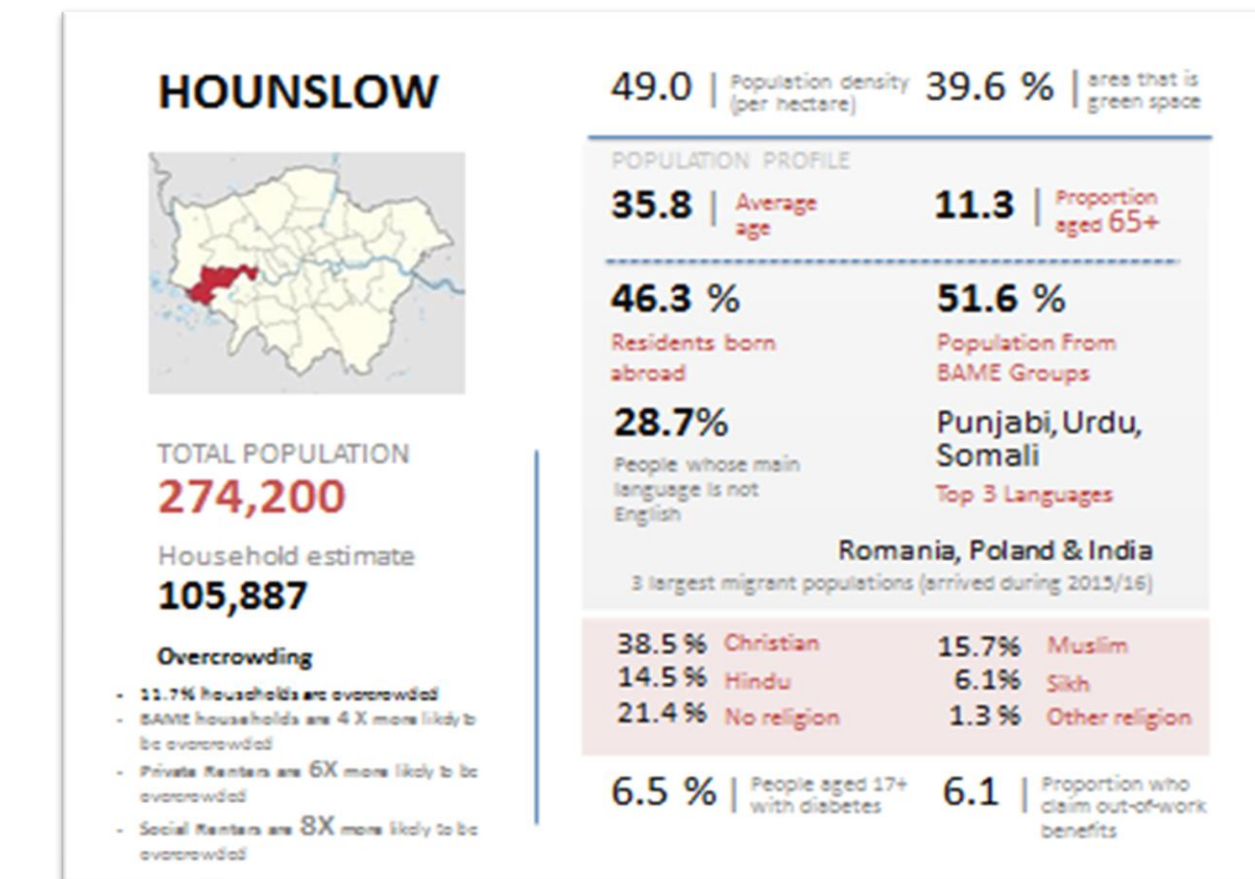 HOUNSLOW
TOTAL POPULATION
274,200
Household estimate
105,887
Overcrowding
- 11.7% households are overcrowded
- BAME households are 4 X more likely to
be overcrowded
- Private Renters are 6X more likely to be
overcrowded
- Social Renters are 8X more likely to be
overcrowded
49.0 | Population density
(per hectare)
39.6 % | area that is
green space
POPULATION PROFILE
35.8 | Average
age
11.3 | Proportion
aged 65+
46.3 %
Residents born
abroad
51.6 %
Population From
BAME Groups
28.7%
People whose main
language is not
English
Punjabi, Urdu,
Somali
Top 3 Languages
Romania, Poland & India
3 largest migrant populations (arrived during 2015/16)
38.5 % Christian
15.7% Muslim
14.5 % Hindu
6.1% Sikh
21.4 % No religion
1.3 % Other religion
6.5 % | People aged 17+
with diabetes
6.1 | Proportion who
claim out-of-work
benefits